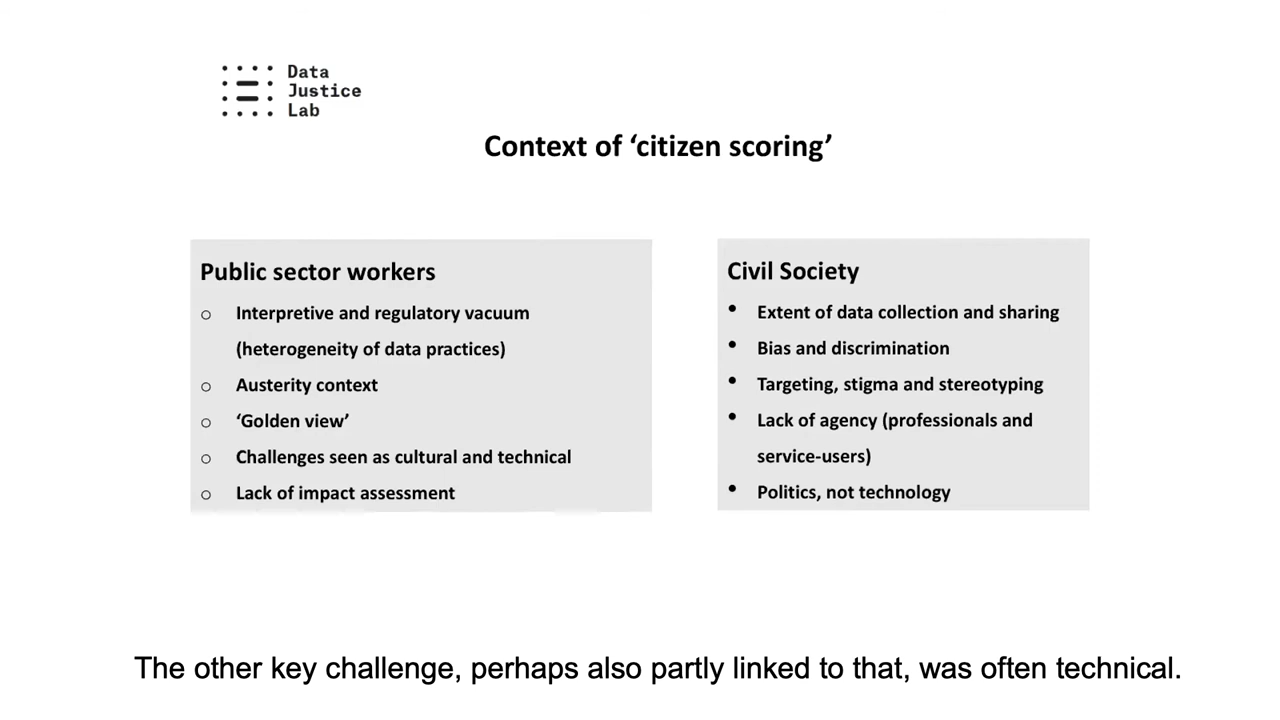 Data
Justice
Lab
Context of ‘citizen scoring’
Public sector workers
○ Interpretive and regulatory vacuum
(heterogeneity of data practices)
○ Austerity context
○ ‘Golden view’
○ Challenges seen as cultural and technical
○ Lack of impact assessment
Civil Society
• Extent of data collection and sharing
• Bias and discrimination
• Targeting, stigma and stereotyping
• Lack of agency (professionals and
service-users)
• Politics, not technology
The other key challenge, perhaps also partly linked to that, was often technical.